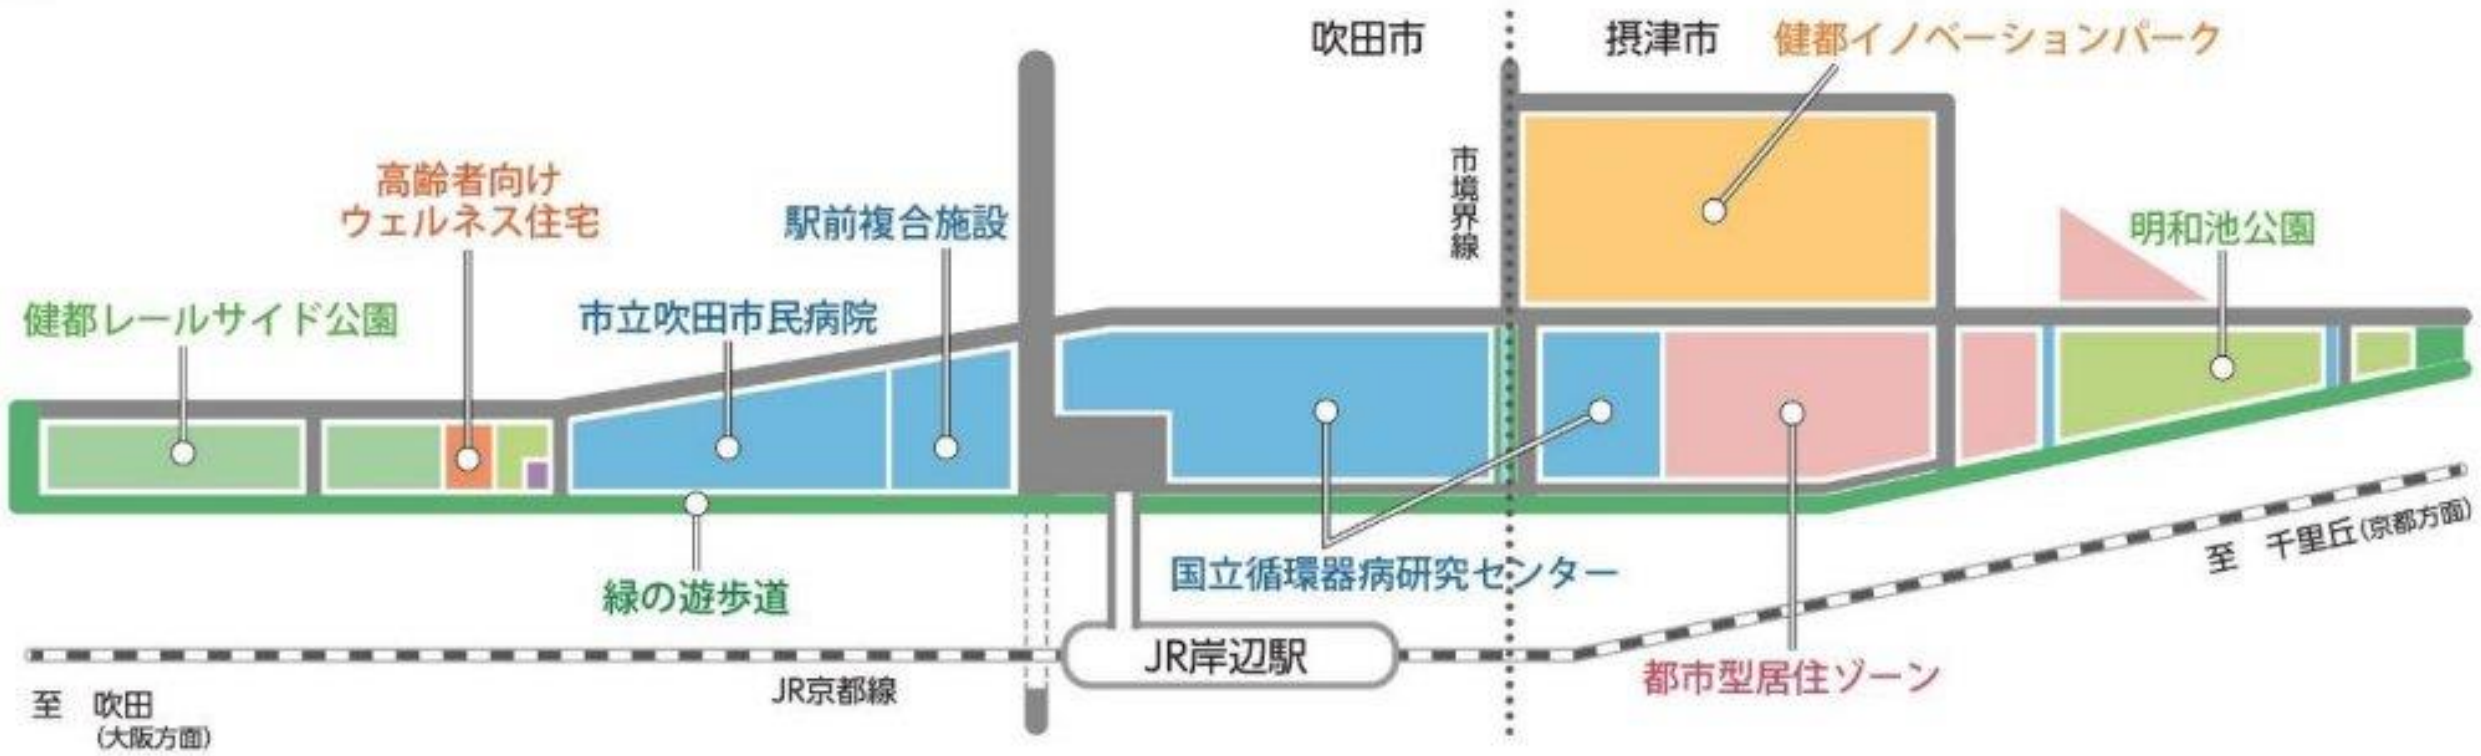 吹田市
摂津市
健都イノベーションパーク
市境界線
高齢者向け
ウェルネス住宅
駅前複合施設
明和池公園
健都レールサイド公園
市立吹田市民病院
緑の遊歩道
国立循環器病研究センター
至 千里丘(京都方面)
JR岸辺駅
都市型居住ゾーン
JR京都線
至 吹田
(大阪方面)